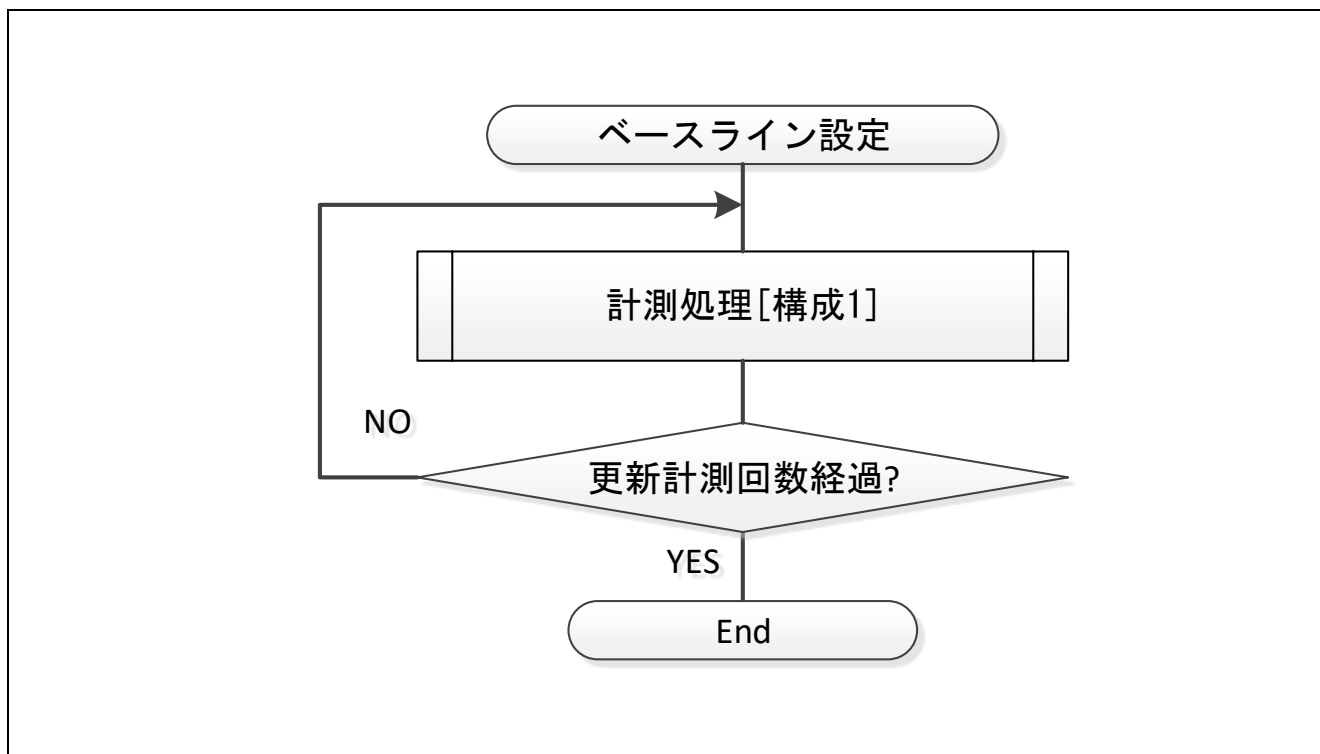 ベースライン設定
計測処理[構成1]
NO
更新計測回数経過?
YES
End